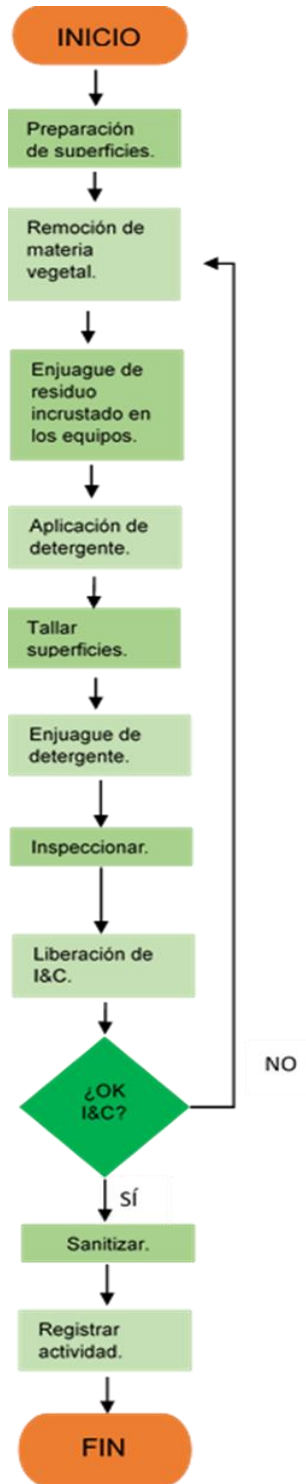 INICIO
Preparación
de superficies.
Remoción de
materia
vegetal.
Enjuague de
residuo
incrustado en
los equipos.
Aplicación de
detergente.
Tallar
superficies.
Enjuague de
detergente.
Inspeccionar.
Liberación de
I&C.
¿OK
I&C?
NO
SÍ
Sanitizar.
Registrar
actividad.
FIN